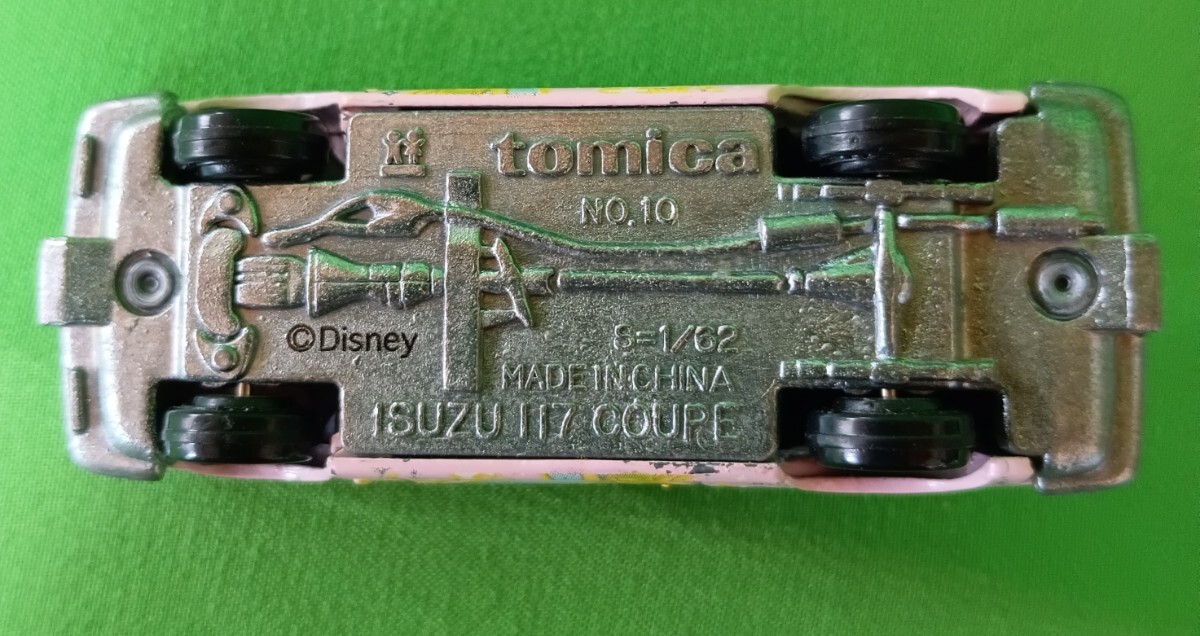 tomica
NO.10
©Disney
S=1/62
MADE IN CHINA
ISUZU 117 COUPE